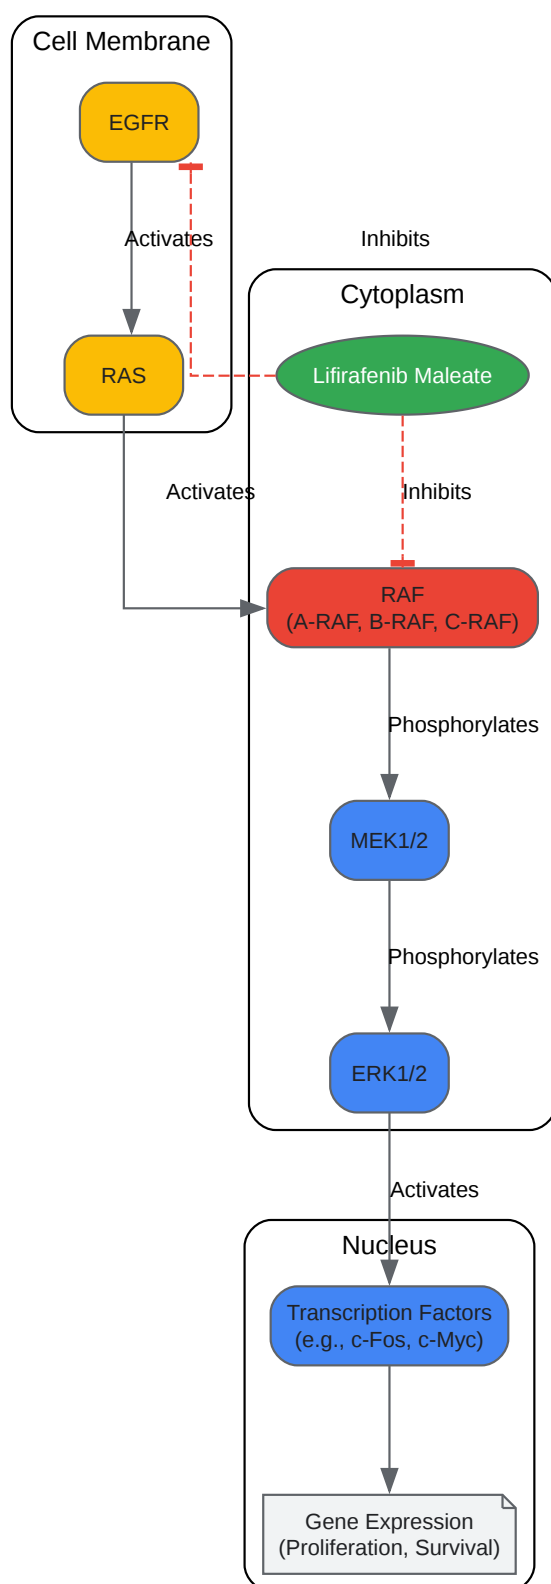 Cell Membrane
EGFR
Activates
Inhibits
Cytoplasm
RAS
Lifirafenib Maleate
Activates
Inhibits
RAF
(A-RAF, B-RAF, C-RAF)
Phosphorylates
MEK1/2
Phosphorylates
ERK1/2
Activates
Nucleus
Transcription Factors
(e.g., c-Fos, c-Myc)
Gene Expression
(Proliferation, Survival)